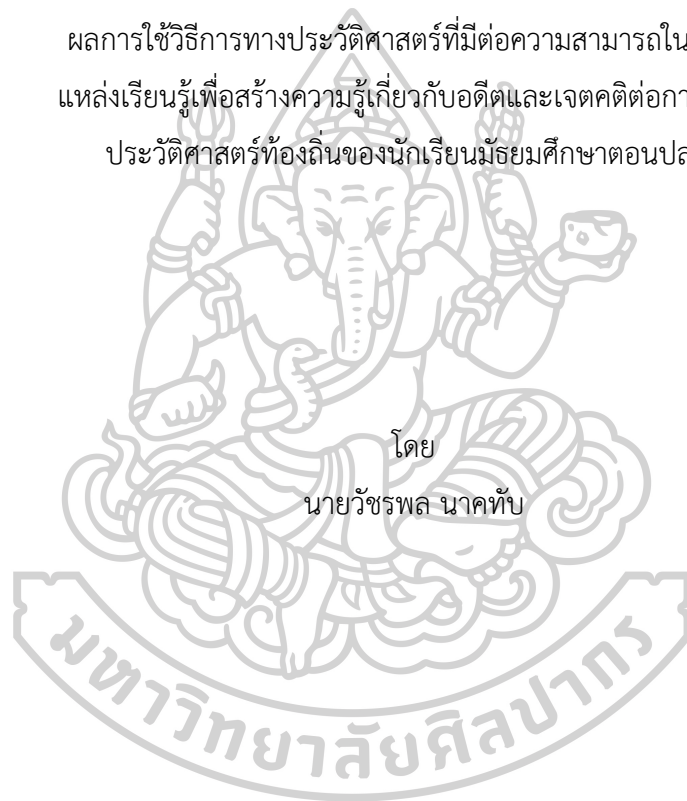 ผลการใช้วิธีการทางประวัติศาสตร์ที่มีต่อความสามารถใน
แหล่งเรียนรู้เพื่อสร้างความรู้เกี่ยวกับอดีตและเจตคติต่อกา
ประวัติศาสตร์ท้องถิ่นของนักเรียนมัธยมศึกษาตอนปล
โดย
นายวัชรพล นาคทับ
มหาวิทยาลัยศิลปากร